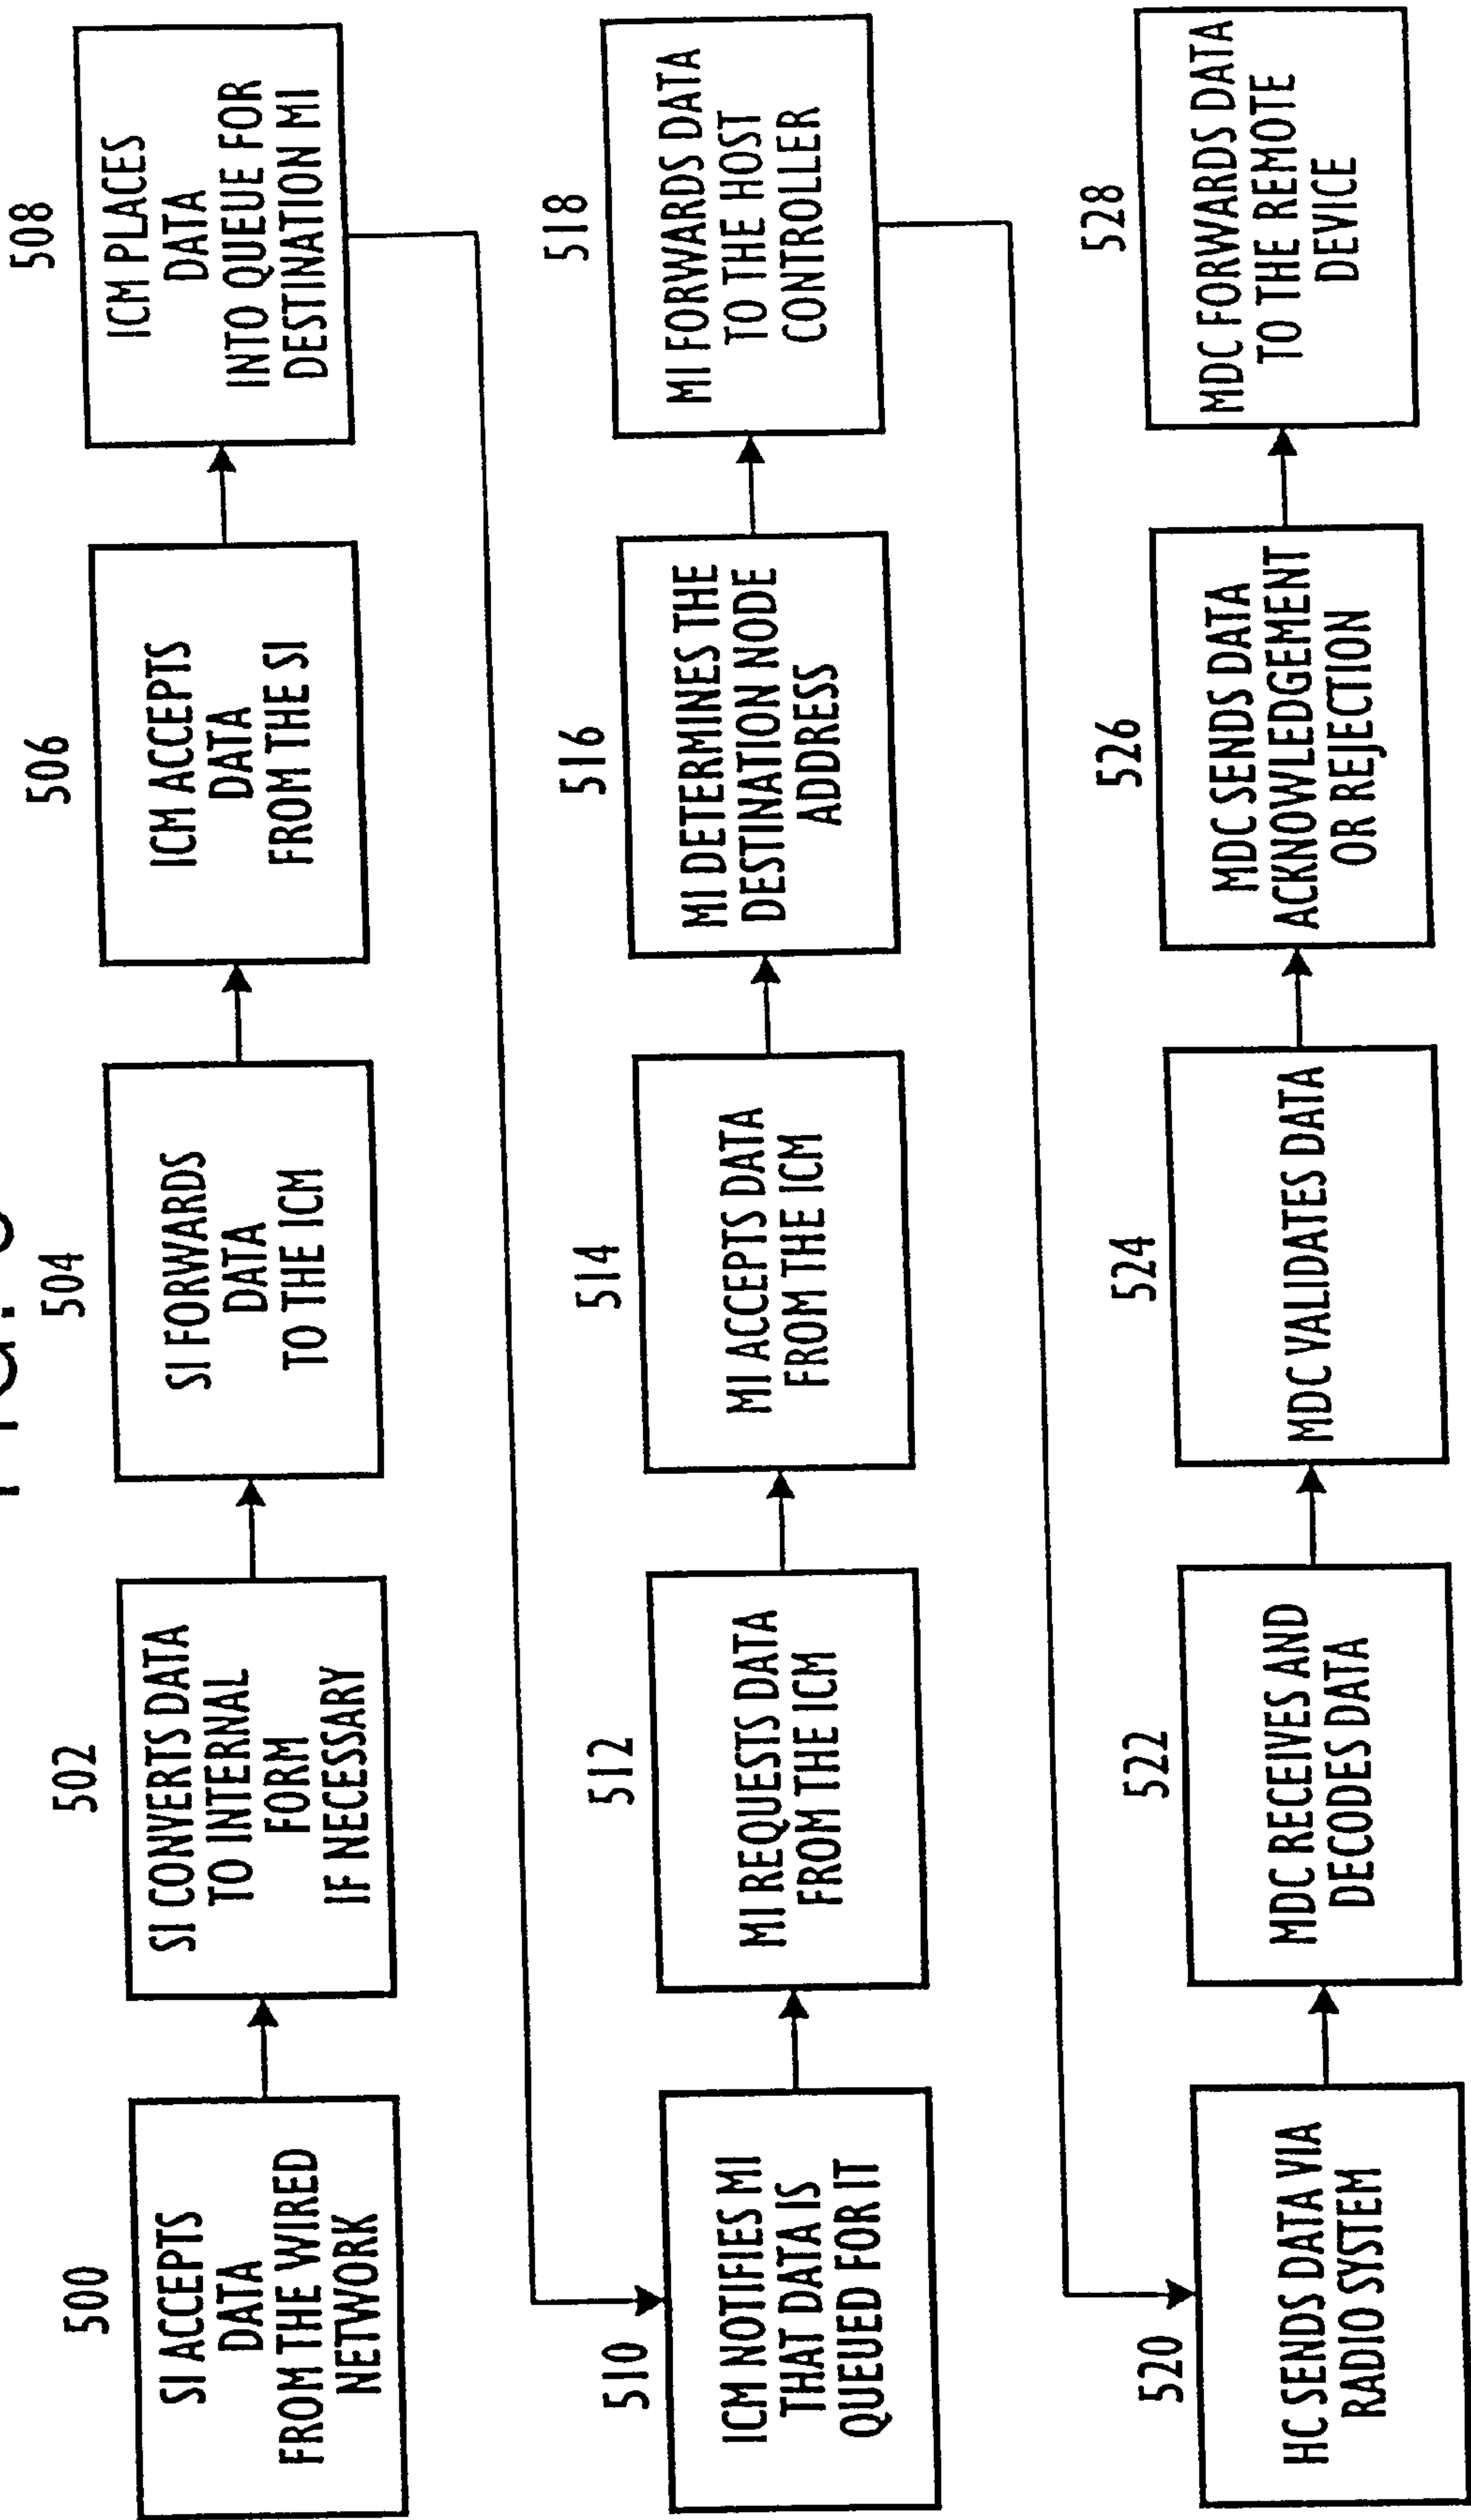 500
SI ACCEPTS
DATA
FROM THE WIRED
NETWORK
502
SI CONVERTS DATA
TO INTERNAL
FORM
IF NECESSARY
504
SI FORWARDS
DATA
TO THE ICM
506
ICM ACCEPTS
DATA
FROM THE SI
508
ICM PLACES
DATA
INTO QUEUE FOR
DESTINATION MI
510
ICM NOTIFIES MI
THAT DATA IS
QUEUED FOR IT
512
MI REQUESTS DATA
FROM THE ICM
514
MI ACCEPTS DATA
FROM THE ICM
516
MI DETERMINES THE
DESTINATION NODE
ADDRESS
518
MI FORWARDS DATA
TO THE HOST
CONTROLLER
520
HC SENDS DATA VIA
RADIO SYSTEM
522
MDC RECEIVES AND
DECODES DATA
524
MDC VALIDATES DATA
526
MDC SENDS DATA
ACKNOWLEDGEMENT
OR REJECTION
528
MDC FORWARDS DATA
TO THE REMOTE
DEVICE